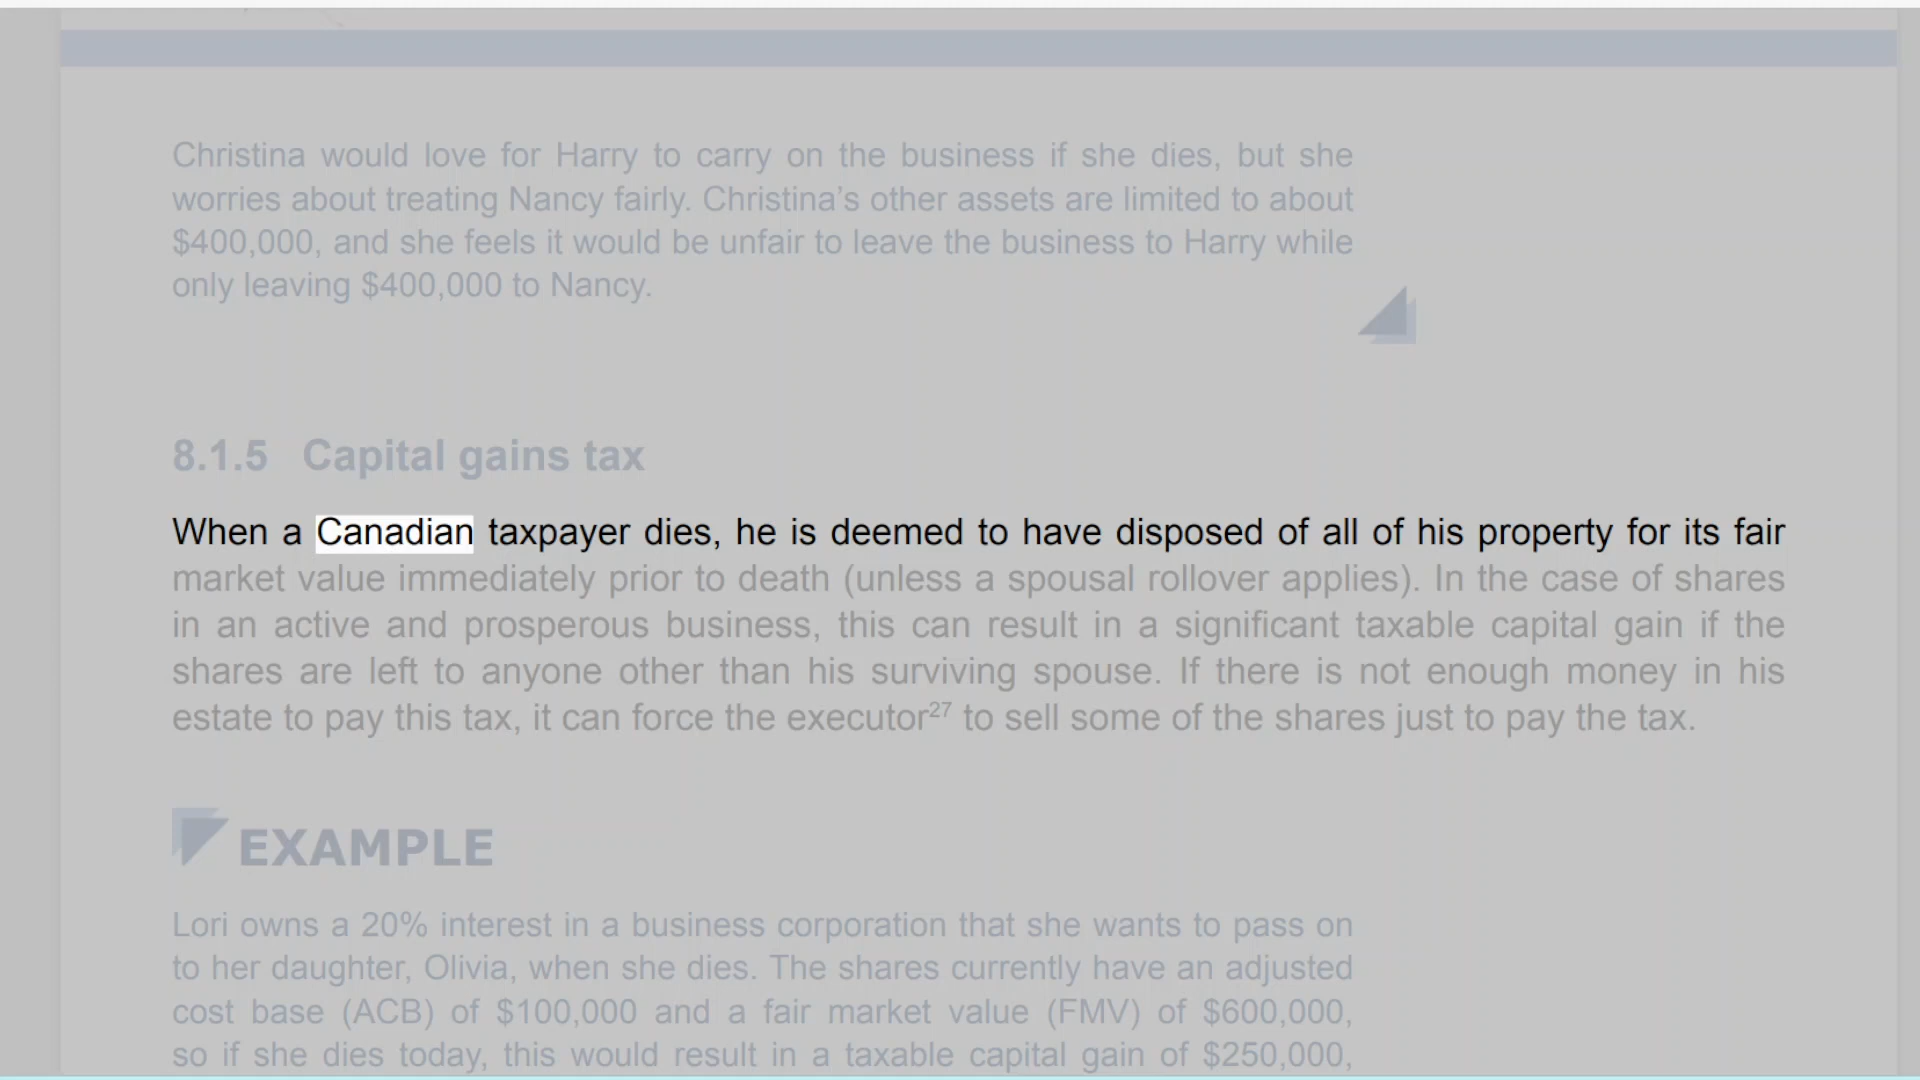 Christina would love for Harry to carry on the business if she dies, but she
worries about treating Nancy fairly. Christina’s other assets are limited to about
$400,000, and she feels it would be unfair to leave the business to Harry while
only leaving $400,000 to Nancy.
8.1.5 Capital gains tax
When a Canadian taxpayer dies, he is deemed to have disposed of all of his property for its fair
market value immediately prior to death (unless a spousal rollover applies). In the case of shares
in an active and prosperous business, this can result in a significant taxable capital gain if the
shares are left to anyone other than his surviving spouse. If there is not enough money in his
estate to pay this tax, it can force the executor27 to sell some of the shares just to pay the tax.
EXAMPLE
Lori owns a 20% interest in a business corporation that she wants to pass on
to her daughter, Olivia, when she dies. The shares currently have an adjusted
cost base (ACB) of $100,000 and a fair market value (FMV) of $600,000,
so if she dies today, this would result in a taxable capital gain of $250,000,